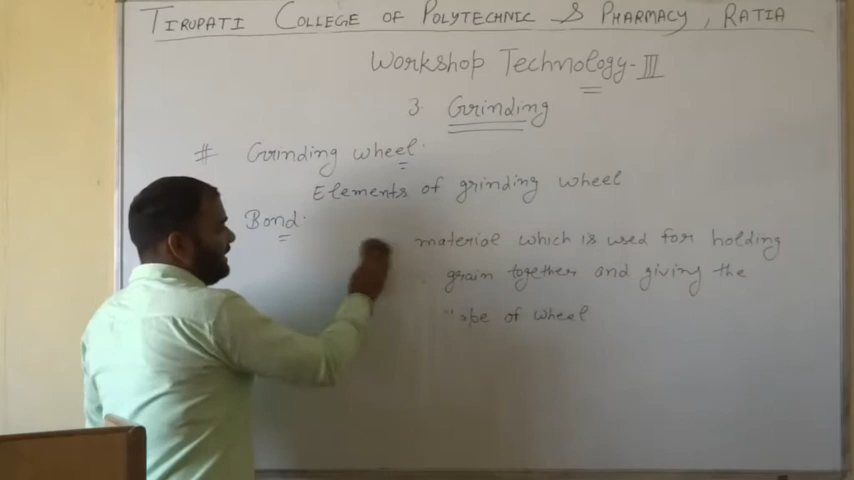 TIRUPATI COLLEGE OF POLYTECHNIC & PHARMACY, RATIA
Workshop Technology-III
3. Grinding
# Grinding wheel.
Elements of grinding wheel
Bond.
material which is used for holding
grain together and giving the
of wheel